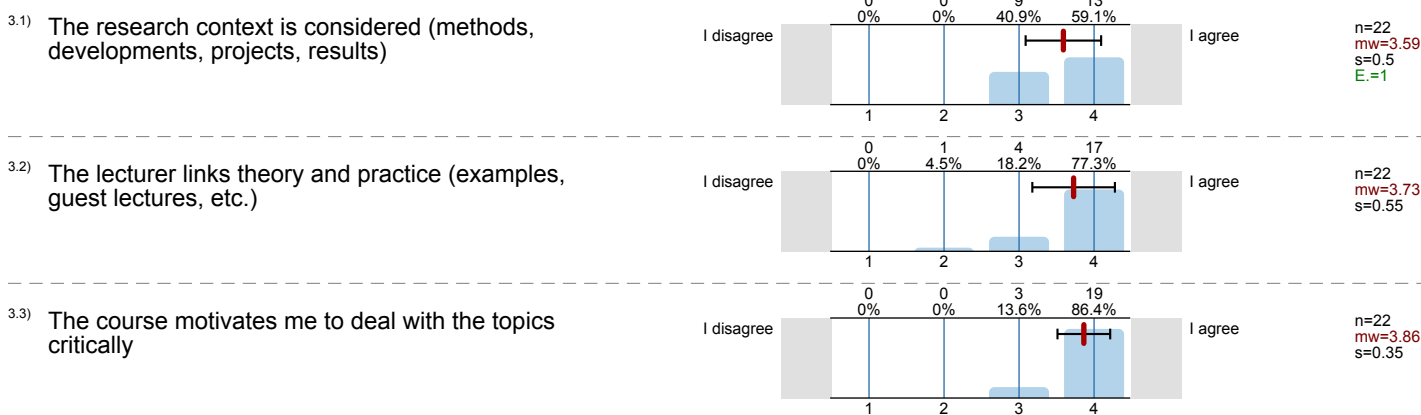 0 0 9 13
0% 0% 40.9% 59.1%
3.1) The research context is considered (methods, developments, projects, results)
I disagree I agree
n=22
mw=3.59
s=0.5
E.=1
1 2 3 4
0 1 4 17
0% 4.5% 18.2% 77.3%
3.2) The lecturer links theory and practice (examples, guest lectures, etc.)
I disagree I agree
n=22
mw=3.73
s=0.55
1 2 3 4
0 0 3 19
0% 0% 13.6% 86.4%
3.3) The course motivates me to deal with the topics critically
I disagree I agree
n=22
mw=3.86
s=0.35
1 2 3 4